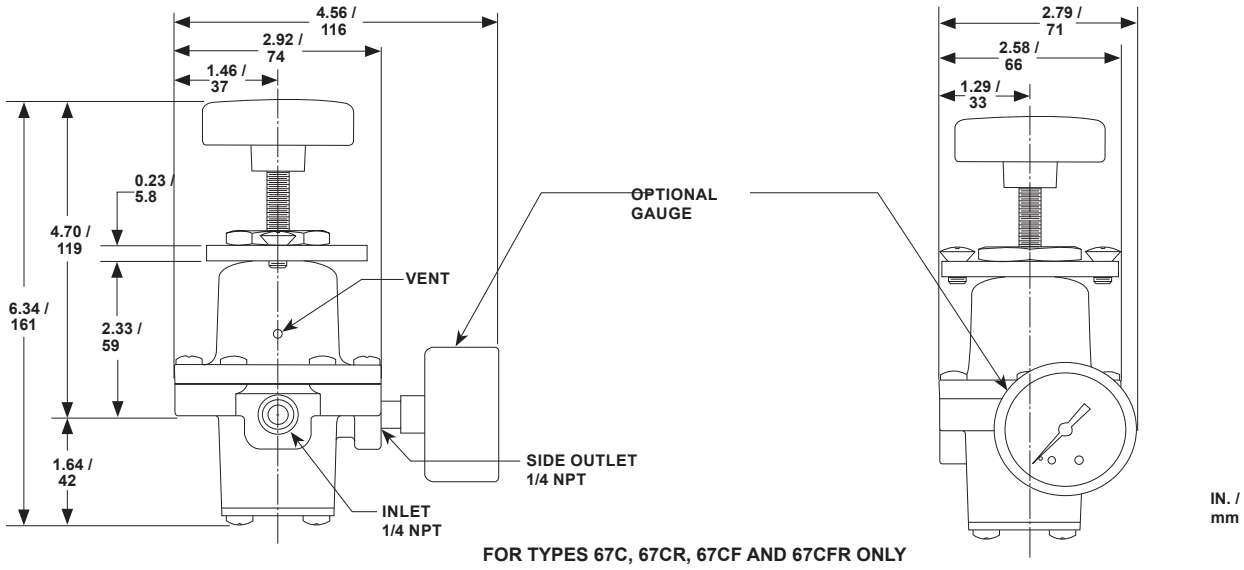 4.56 /
116
2.92 /
74
1.46 /
37
0.23 /
5.8
4.70 /
119
6.34 /
161
2.33 /
59
1.64 /
42
VENT
OPTIONAL
GAUGE
SIDE OUTLET
1/4 NPT
INLET
1/4 NPT
2.79 /
71
2.58 /
66
1.29 /
33
IN. /
mm
FOR TYPES 67C, 67CR, 67CF AND 67CFR ONLY